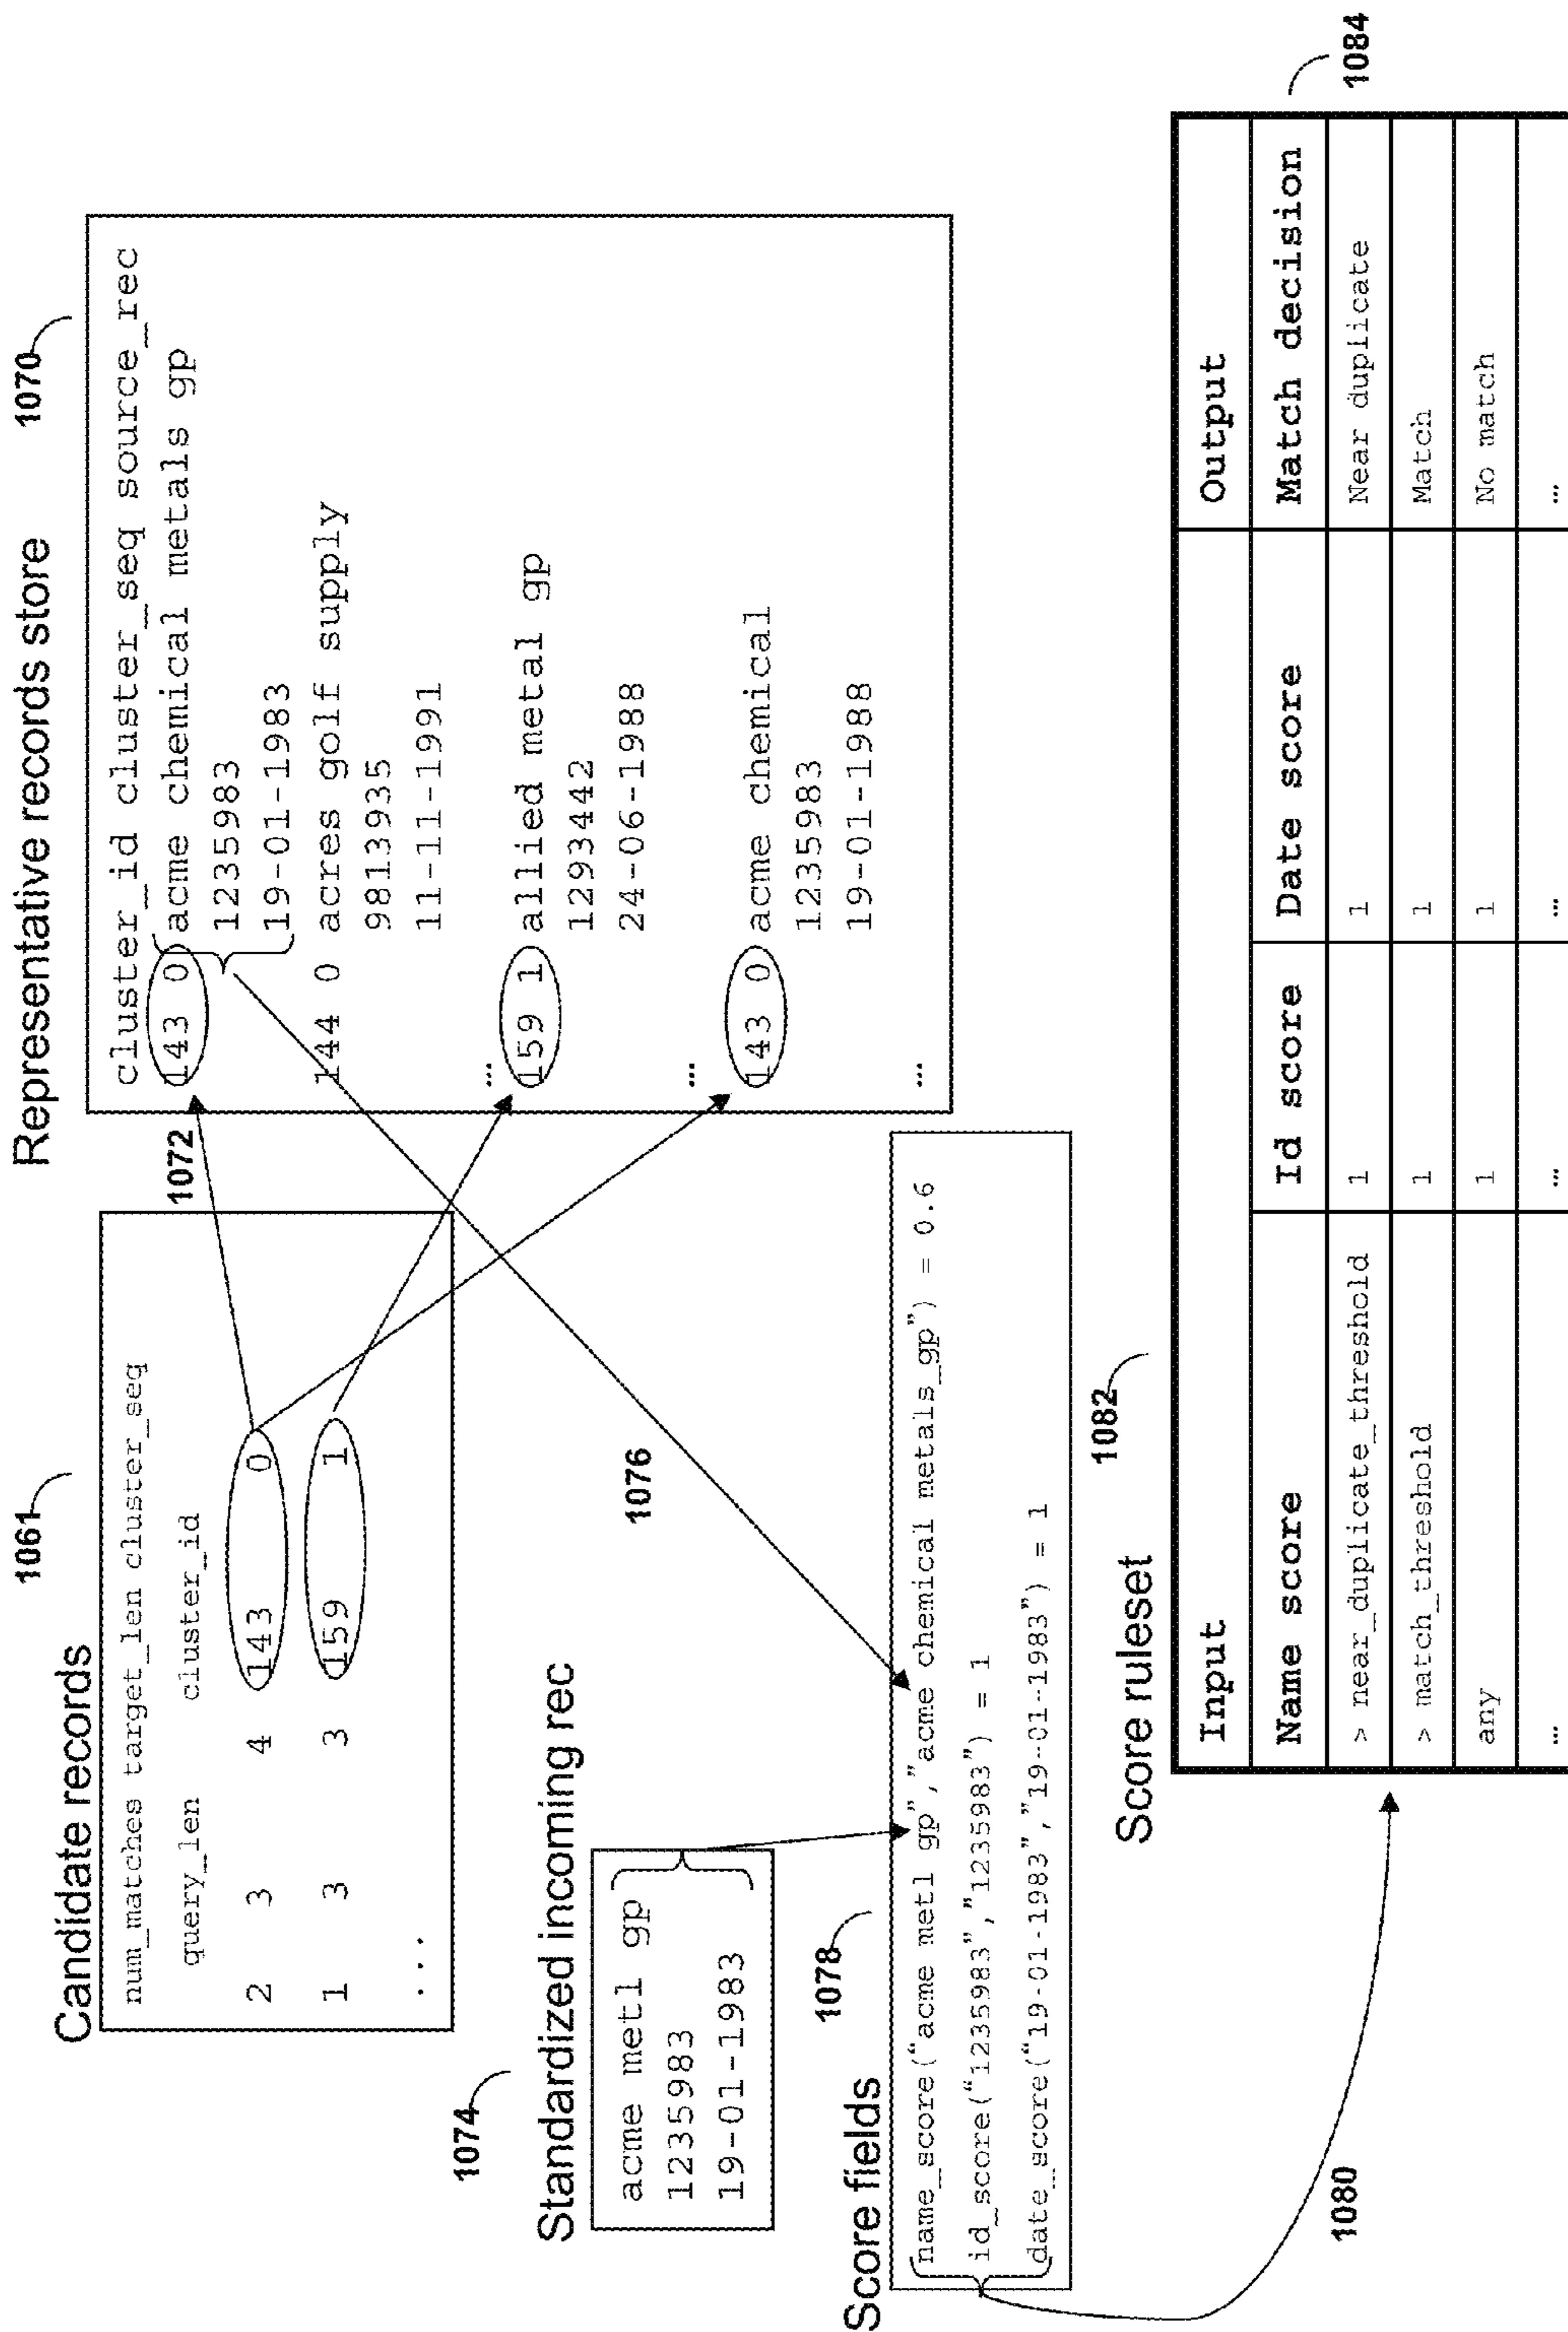 Candidate records
1061
num_matches target_len cluster_seq
query_len cluster_id
2 3 4 143 0
1 3 3 159 1
...
Representative records store
1070
1072
cluster_id cluster_seq source_rec
143 0 acme chemical metals gp
1235983
19-01-1983
144 0 acres golf supply
9813935
11-11-1991
...
159 1 allied metal gp
1293442
24-06-1988
...
143 0 acme chemical
1235983
19-01-1988
...
1074
Standardized incoming rec
acme metl gp
1235983
19-01-1983
1076
Score fields
1078
name_score("acme metl gp","acme chemical metals_gp") = 0.6
id_score("1235983","1235983") = 1
date_score("19-01-1983","19-01-1983") = 1
1080
Score ruleset
1082
1084
Input Output
Name score Id score Date score Match decision
> near_duplicate_threshold 1 1 Near duplicate
> match_threshold 1 1 Match
any 1 1 No match
... ... ... ...